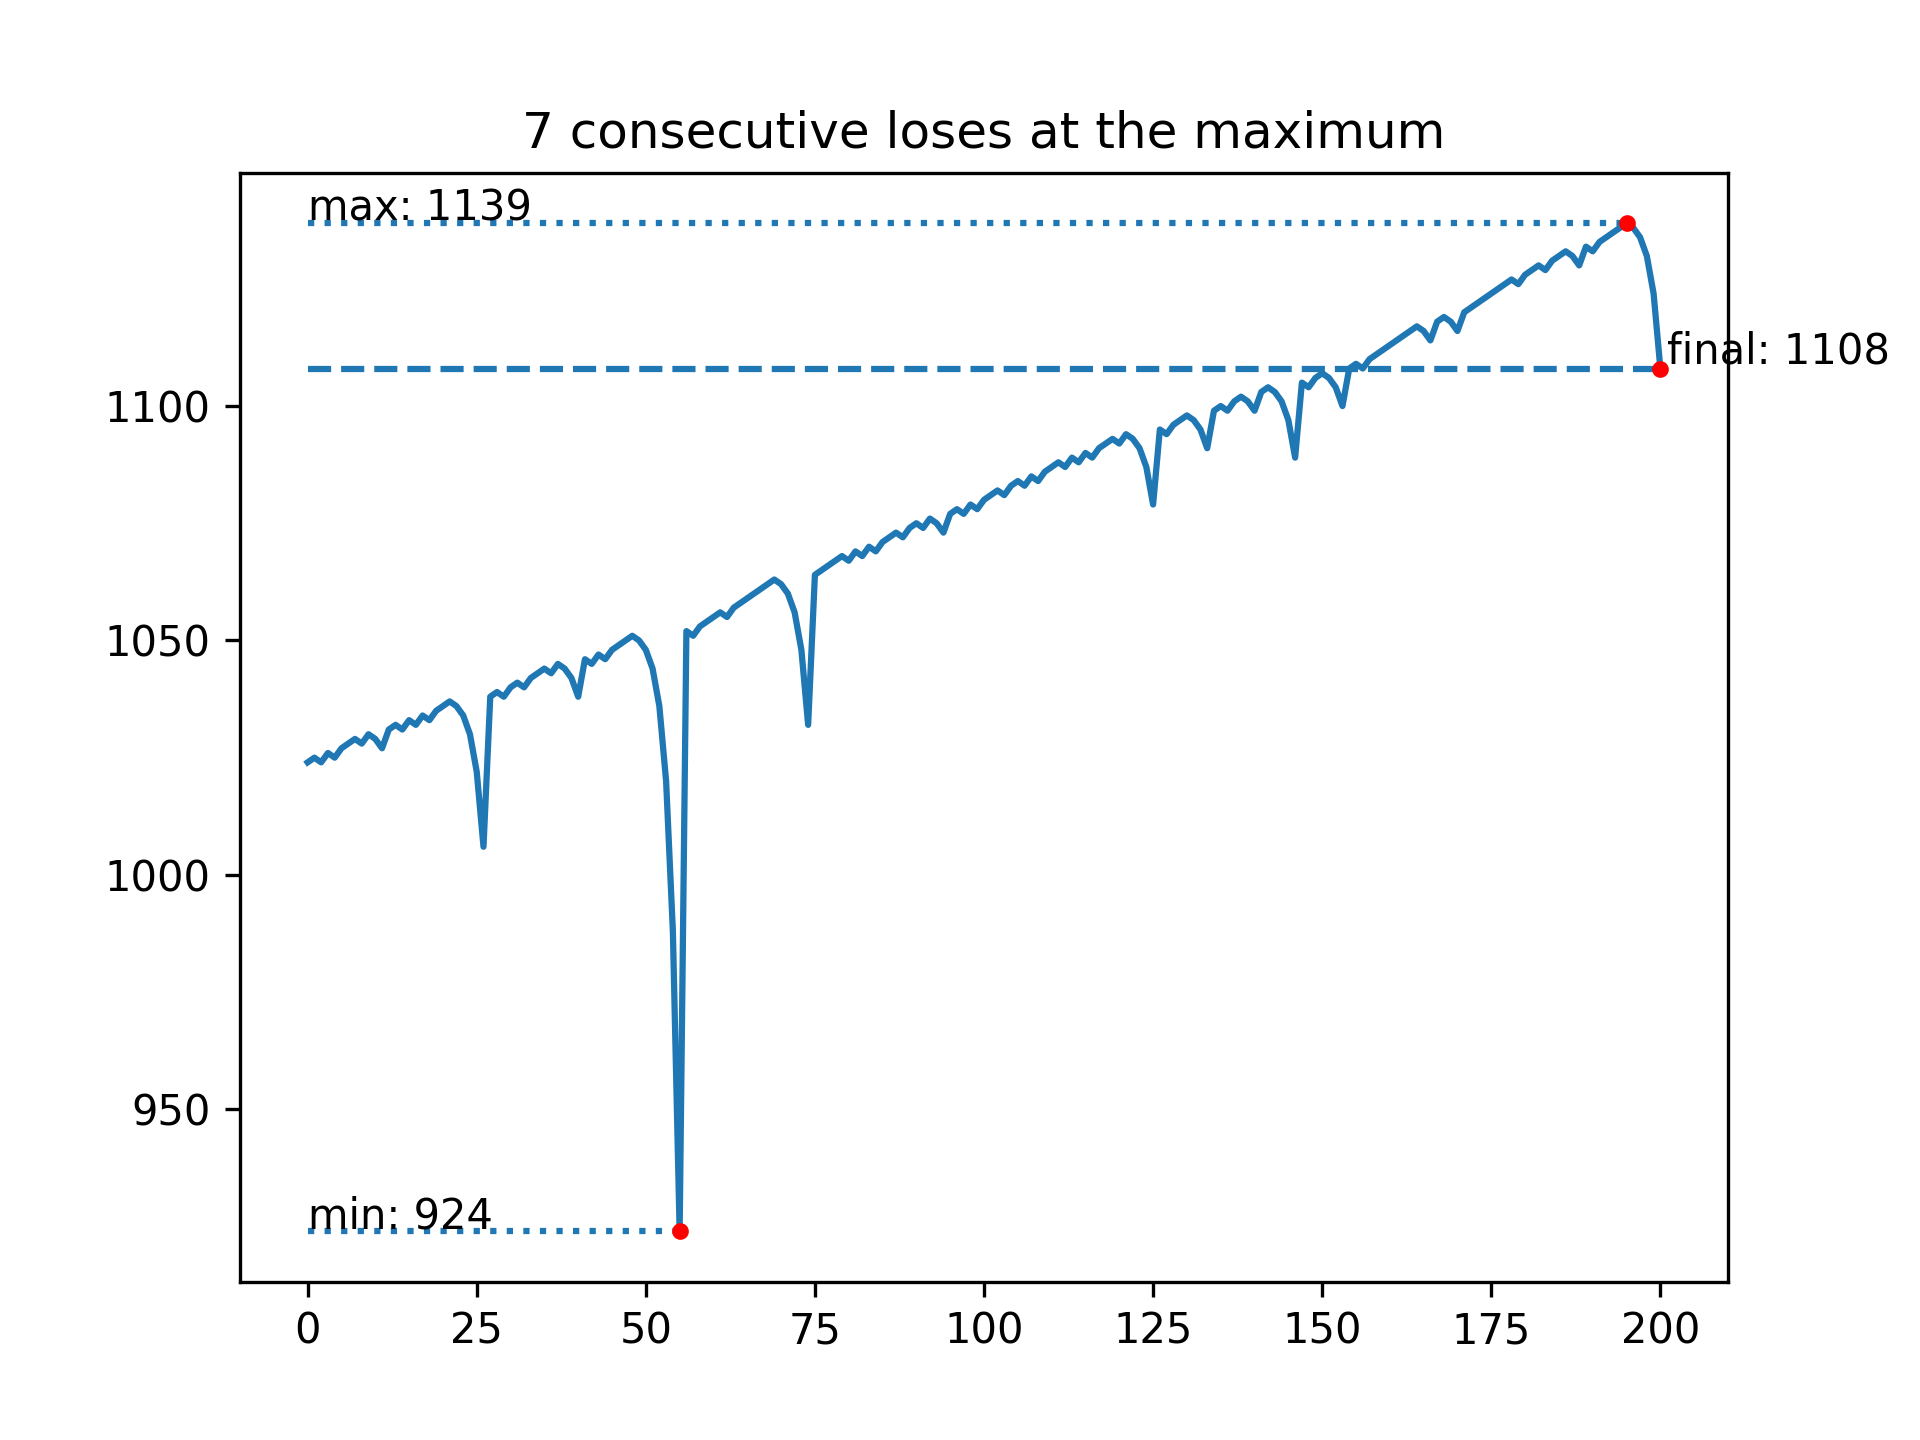 7 consecutive loses at the maximum
max: 1139
final: 1108
1100
1050
1000
950
min: 924
0 25 50 75 100 125 150 175 200